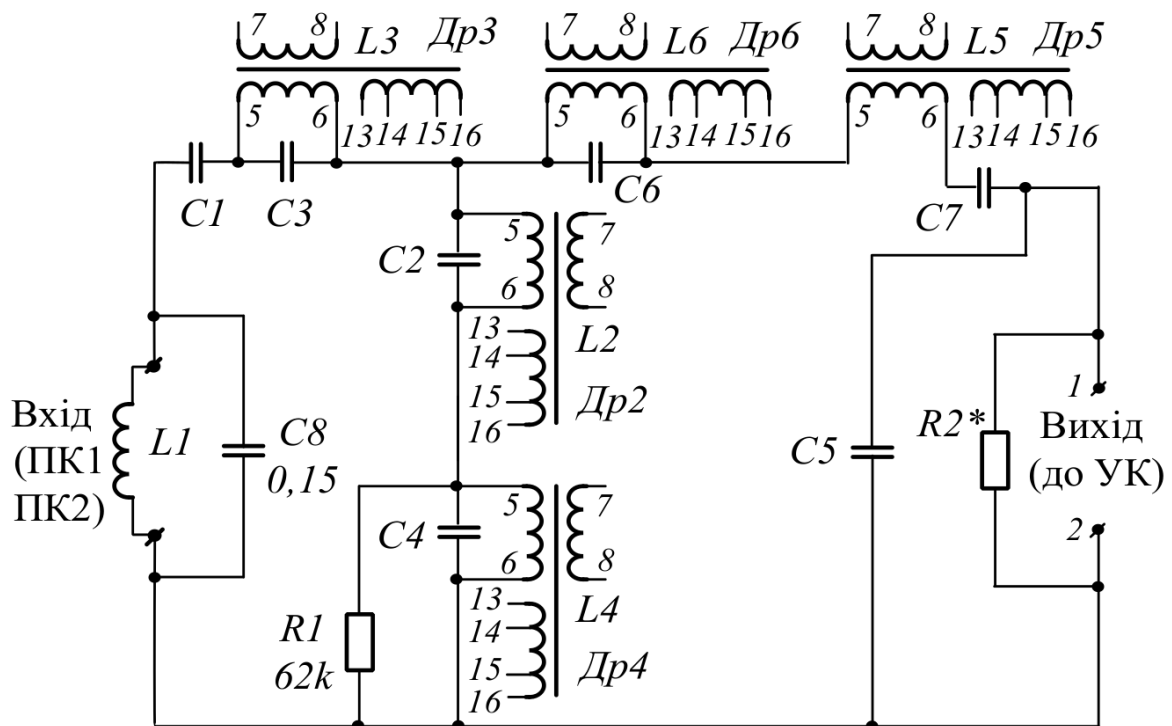 7 8 L3 Др3
5 6 13 14 15 16
7 8 L6 Др6
5 6 13 14 15 16
7 8 L5 Др5
5 6 13 14 15 16
C1 C3
C6
C7
C2
5 7
6 8
13
14
15
16
L2
Др2
Вхід
(ПК1
ПК2)
L1
C8
0,15
C4
5 7
6 8
13
14
15
16
L4
Др4
R1
62k
C5
R2*
1
Вихід
(до УК)
2